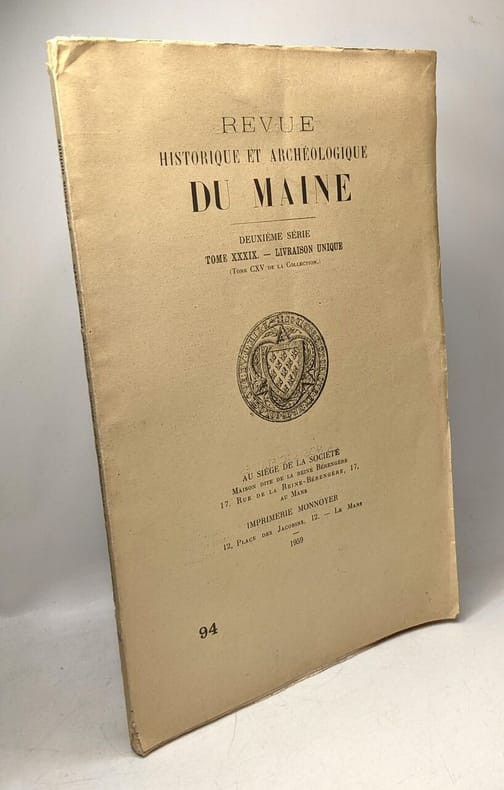 REVUE
HISTORIQUE ET ARCHÉOLOGIQUE
DU MAINE
DEUXIÈME SÉRIE
TOME XXXIX. — LIVRAISON UNIQUE
(TOME CXV DE LA COLLECTION.)
AU SIÉGE DE LA SOCIÉTÉ
MAISON DITE DE LA REINE BÉRENGÈRE
17, RUE DE LA REINE-BÉRENGÈRE, 17,
AU MANS
IMPRIMERIE MONNOYER
12, PLACE DES JACOBINS, 12. — LE MANS
1959
94